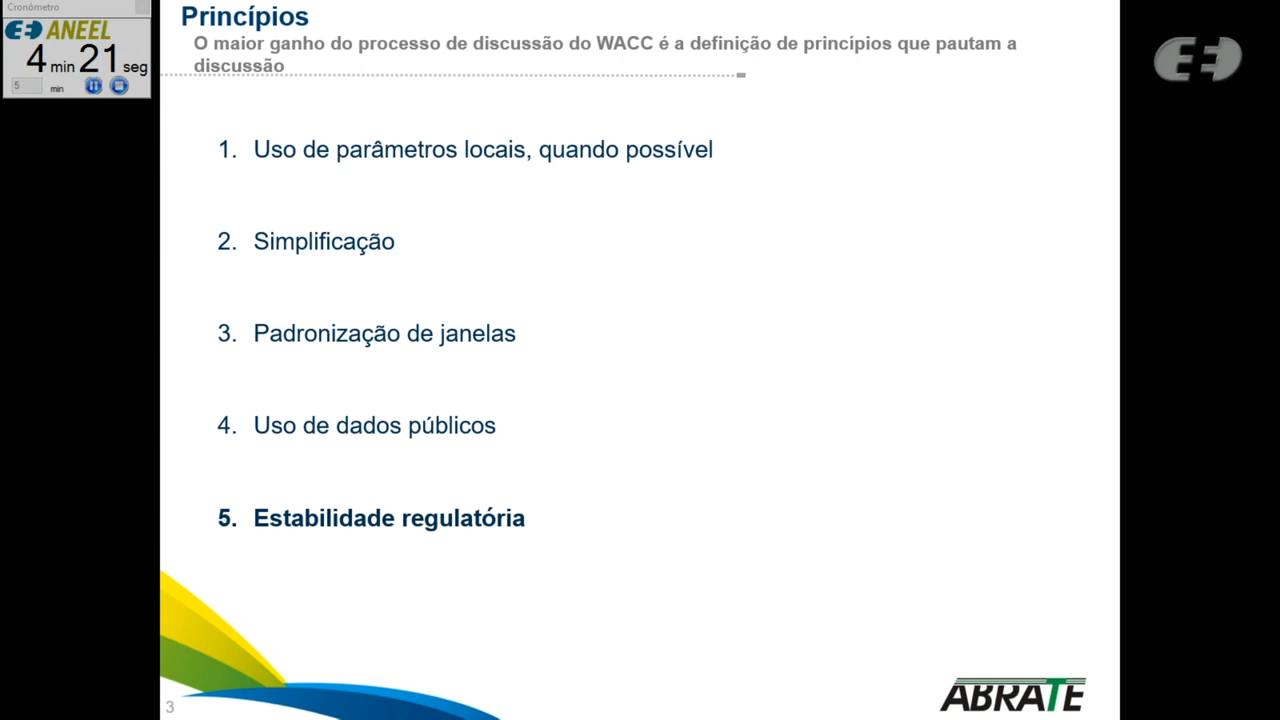 Cronômetro
ANEEL
4 min 21 seg
5 min
Princípios
O maior ganho do processo de discussão do WACC é a definição de princípios que pautam a
discussão
1. Uso de parâmetros locais, quando possível
2. Simplificação
3. Padronização de janelas
4. Uso de dados públicos
5. Estabilidade regulatória
3
ABRATE